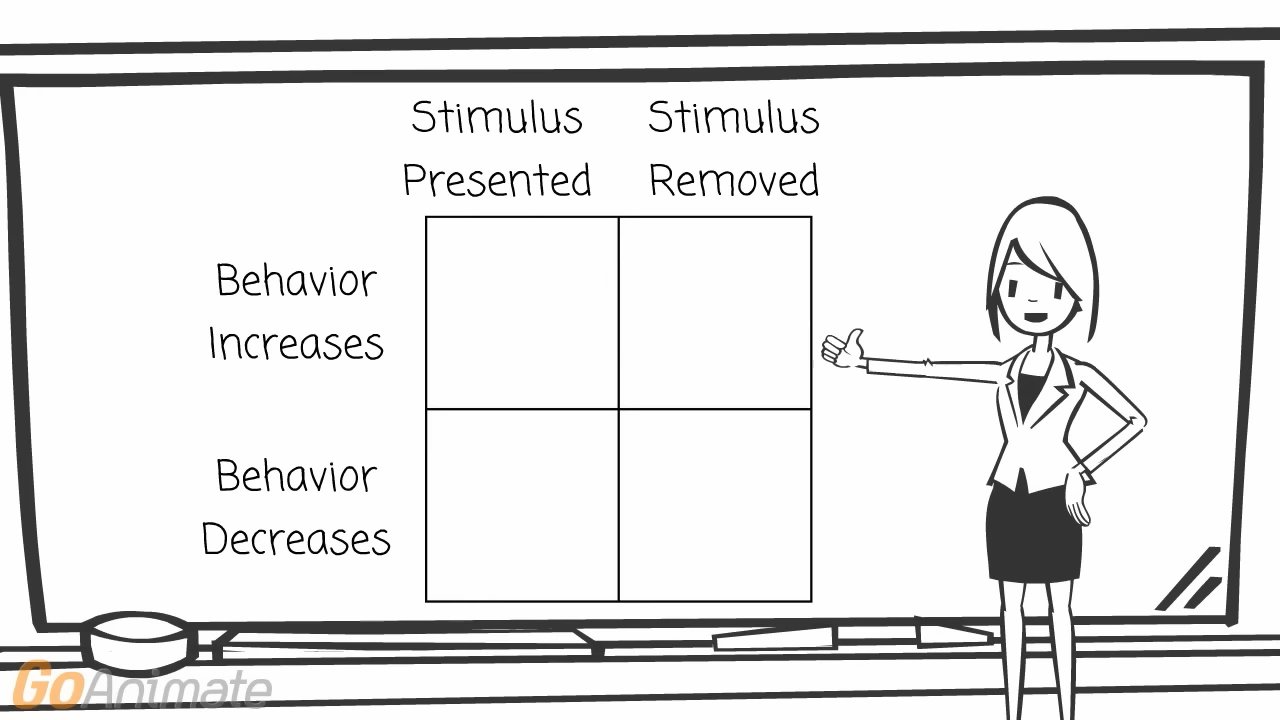 Stimulus Stimulus
Presented Removed
Behavior
Increases
Behavior
Decreases
GoAnimate